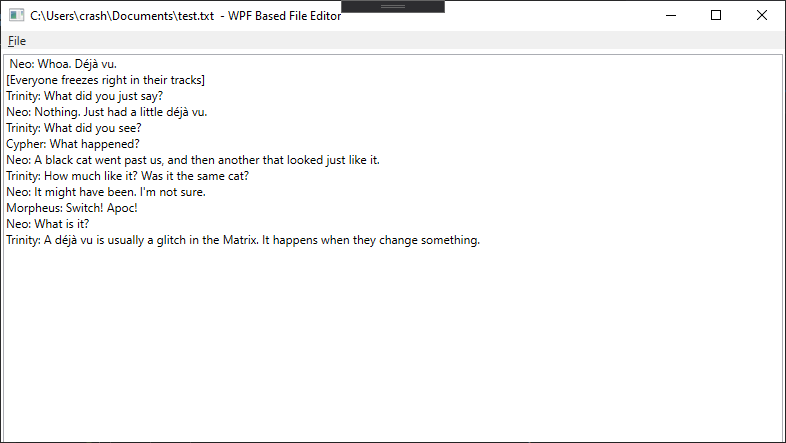 C:\Users\crash\Documents\test.txt - WPF Based File Editor
File
Neo: Whoa. Déjà vu.
[Everyone freezes right in their tracks]
Trinity: What did you just say?
Neo: Nothing. Just had a little déjà vu.
Trinity: What did you see?
Cypher: What happened?
Neo: A black cat went past us, and then another that looked just like it.
Trinity: How much like it? Was it the same cat?
Neo: It might have been. I'm not sure.
Morpheus: Switch! Apoc!
Neo: What is it?
Trinity: A déjà vu is usually a glitch in the Matrix. It happens when they change something.